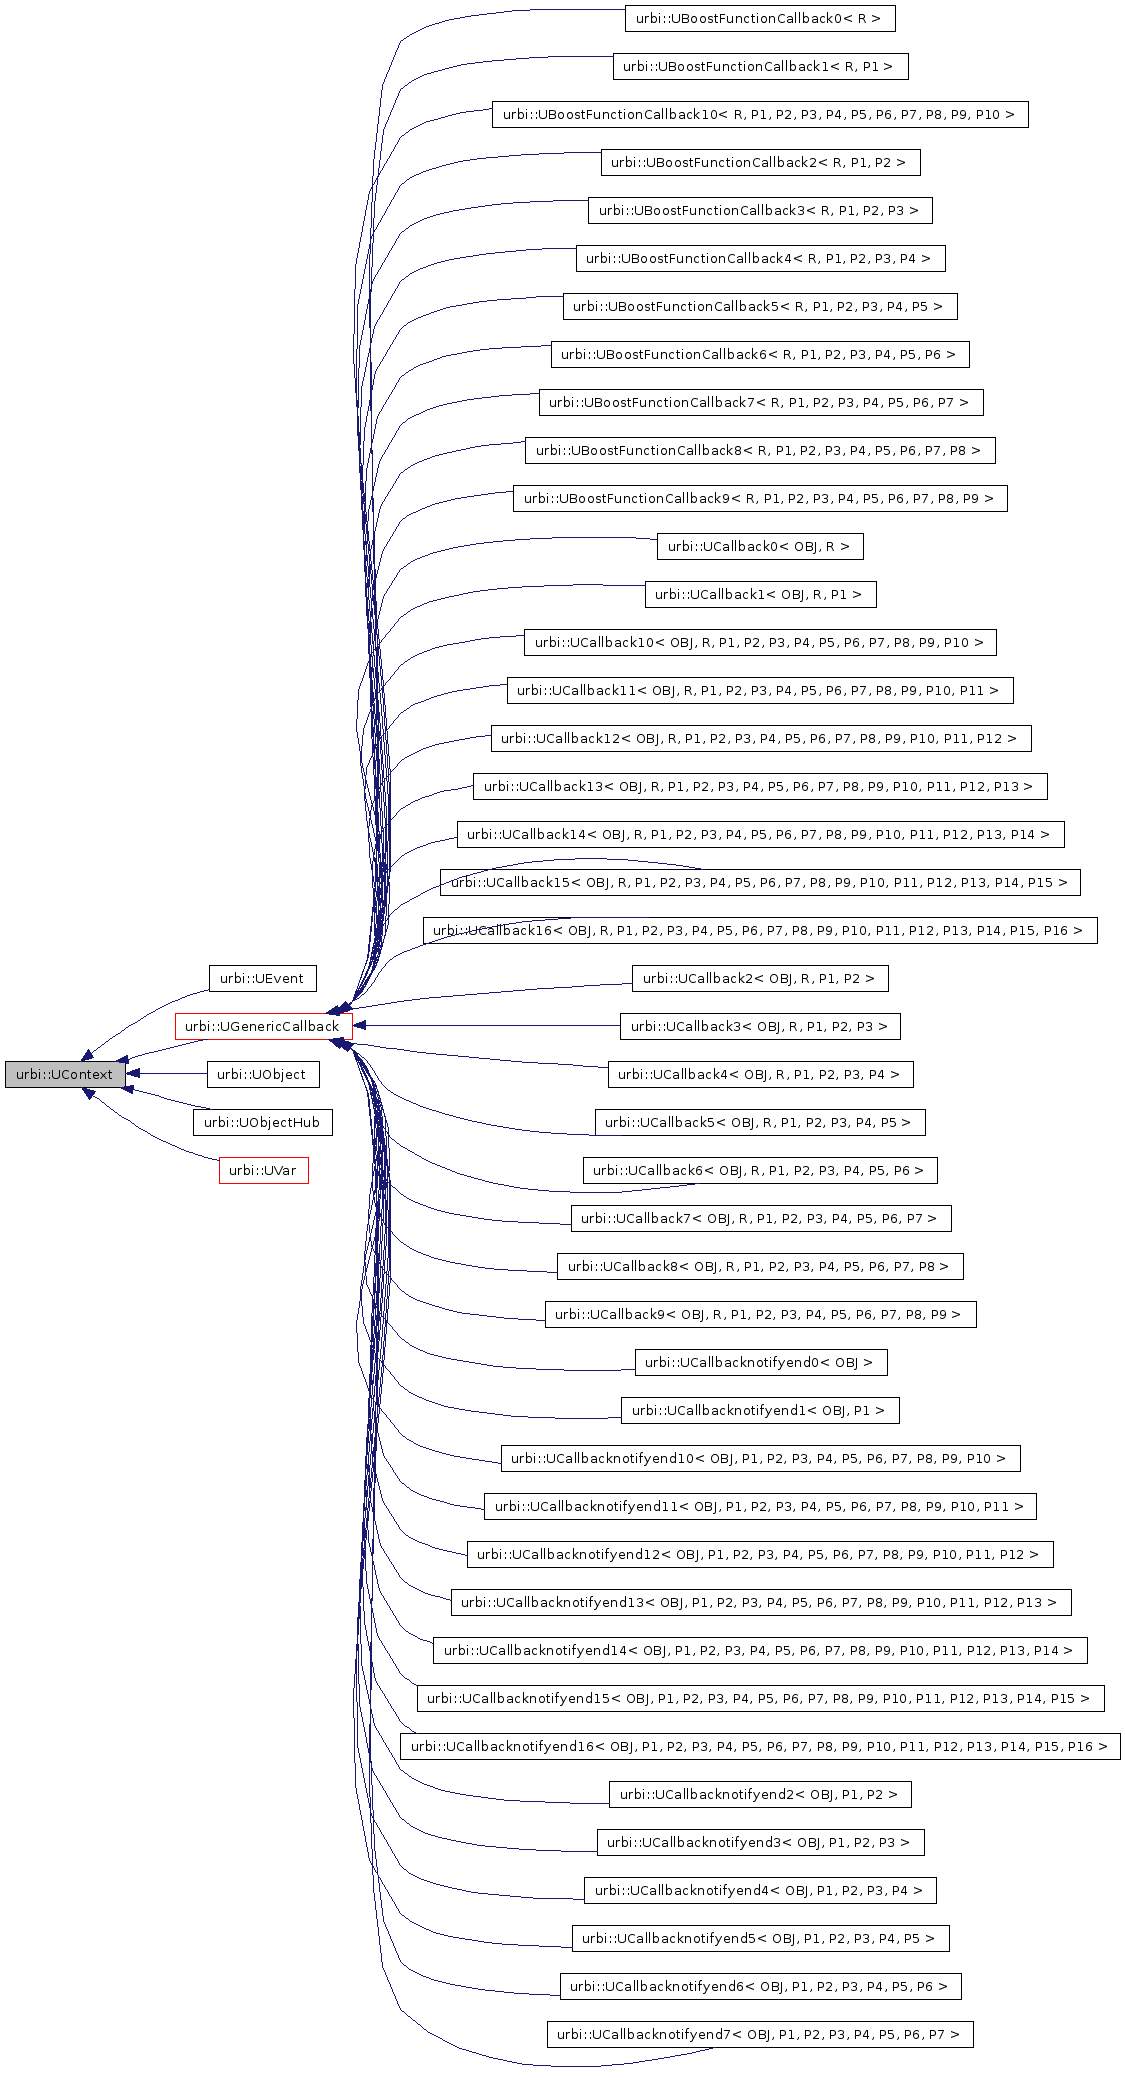 urbi::UBoostFunctionCallback0< R >
urbi::UBoostFunctionCallback1< R, P1 >
urbi::UBoostFunctionCallback10< R, P1, P2, P3, P4, P5, P6, P7, P8, P9, P10 >
urbi::UBoostFunctionCallback2< R, P1, P2 >
urbi::UBoostFunctionCallback3< R, P1, P2, P3 >
urbi::UBoostFunctionCallback4< R, P1, P2, P3, P4 >
urbi::UBoostFunctionCallback5< R, P1, P2, P3, P4, P5 >
urbi::UBoostFunctionCallback6< R, P1, P2, P3, P4, P5, P6 >
urbi::UBoostFunctionCallback7< R, P1, P2, P3, P4, P5, P6, P7 >
urbi::UBoostFunctionCallback8< R, P1, P2, P3, P4, P5, P6, P7, P8 >
urbi::UBoostFunctionCallback9< R, P1, P2, P3, P4, P5, P6, P7, P8, P9 >
urbi::UCallback0< OBJ, R >
urbi::UCallback1< OBJ, R, P1 >
urbi::UCallback10< OBJ, R, P1, P2, P3, P4, P5, P6, P7, P8, P9, P10 >
urbi::UCallback11< OBJ, R, P1, P2, P3, P4, P5, P6, P7, P8, P9, P10, P11 >
urbi::UCallback12< OBJ, R, P1, P2, P3, P4, P5, P6, P7, P8, P9, P10, P11, P12 >
urbi::UCallback13< OBJ, R, P1, P2, P3, P4, P5, P6, P7, P8, P9, P10, P11, P12, P13 >
urbi::UCallback14< OBJ, R, P1, P2, P3, P4, P5, P6, P7, P8, P9, P10, P11, P12, P13, P14 >
urbi::UCallback15< OBJ, R, P1, P2, P3, P4, P5, P6, P7, P8, P9, P10, P11, P12, P13, P14, P15 >
urbi::UCallback16< OBJ, R, P1, P2, P3, P4, P5, P6, P7, P8, P9, P10, P11, P12, P13, P14, P15, P16 >
urbi::UEvent
urbi::UCallback2< OBJ, R, P1, P2 >
urbi::UGenericCallback
urbi::UCallback3< OBJ, R, P1, P2, P3 >
urbi::UContext
urbi::UObject
urbi::UCallback4< OBJ, R, P1, P2, P3, P4 >
urbi::UObjectHub
urbi::UCallback5< OBJ, R, P1, P2, P3, P4, P5 >
urbi::UVar
urbi::UCallback6< OBJ, R, P1, P2, P3, P4, P5, P6 >
urbi::UCallback7< OBJ, R, P1, P2, P3, P4, P5, P6, P7 >
urbi::UCallback8< OBJ, R, P1, P2, P3, P4, P5, P6, P7, P8 >
urbi::UCallback9< OBJ, R, P1, P2, P3, P4, P5, P6, P7, P8, P9 >
urbi::UCallbacknotifyend0< OBJ >
urbi::UCallbacknotifyend1< OBJ, P1 >
urbi::UCallbacknotifyend10< OBJ, P1, P2, P3, P4, P5, P6, P7, P8, P9, P10 >
urbi::UCallbacknotifyend11< OBJ, P1, P2, P3, P4, P5, P6, P7, P8, P9, P10, P11 >
urbi::UCallbacknotifyend12< OBJ, P1, P2, P3, P4, P5, P6, P7, P8, P9, P10, P11, P12 >
urbi::UCallbacknotifyend13< OBJ, P1, P2, P3, P4, P5, P6, P7, P8, P9, P10, P11, P12, P13 >
urbi::UCallbacknotifyend14< OBJ, P1, P2, P3, P4, P5, P6, P7, P8, P9, P10, P11, P12, P13, P14 >
urbi::UCallbacknotifyend15< OBJ, P1, P2, P3, P4, P5, P6, P7, P8, P9, P10, P11, P12, P13, P14, P15 >
urbi::UCallbacknotifyend16< OBJ, P1, P2, P3, P4, P5, P6, P7, P8, P9, P10, P11, P12, P13, P14, P15, P16 >
urbi::UCallbacknotifyend2< OBJ, P1, P2 >
urbi::UCallbacknotifyend3< OBJ, P1, P2, P3 >
urbi::UCallbacknotifyend4< OBJ, P1, P2, P3, P4 >
urbi::UCallbacknotifyend5< OBJ, P1, P2, P3, P4, P5 >
urbi::UCallbacknotifyend6< OBJ, P1, P2, P3, P4, P5, P6 >
urbi::UCallbacknotifyend7< OBJ, P1, P2, P3, P4, P5, P6, P7 >